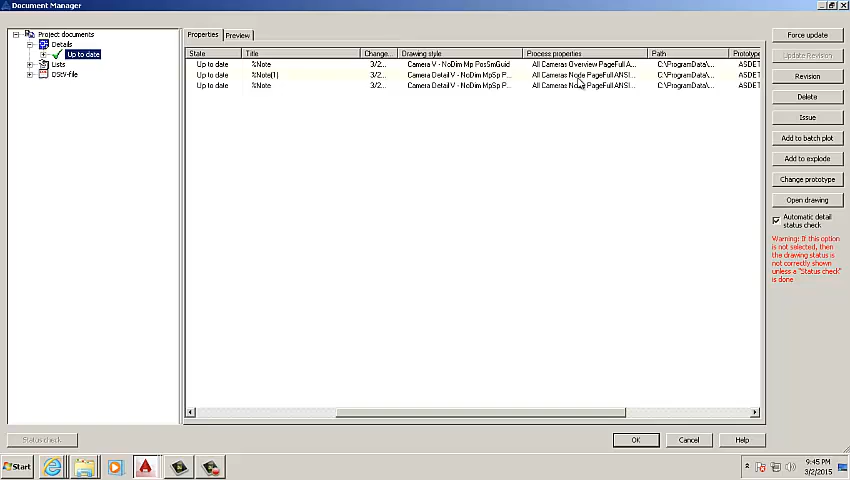 Document Manager
Project documents
Details
Up to date
Lists
DStV-file
Properties
Preview
State Title Change... Drawing style Process properties Path Prototype
Up to date %Note 3/2... Camera V - NoDim Mp PosSmGuid All Cameras Overview PageFull A... C:\ProgramData\... ASDET
Up to date %Note(1) 3/2... Camera Detail V - NoDim MpSp P... All Cameras Node PageFull ANSI... C:\ProgramData\... ASDET
Up to date %Note 3/2... Camera Detail V - NoDim MpSp P... All Cameras Node PageFull ANSI... C:\ProgramData\... ASDET
Force update
Update Revision
Revision
Delete
Issue
Add to batch plot
Add to explode
Change prototype
Open drawing
Automatic detail
status check
Warning: If this option
is not selected, then
the drawing status is
not correctly shown
unless a "Status check"
is done
Status check
OK
Cancel
Help
Start
9:45 PM
3/2/2015